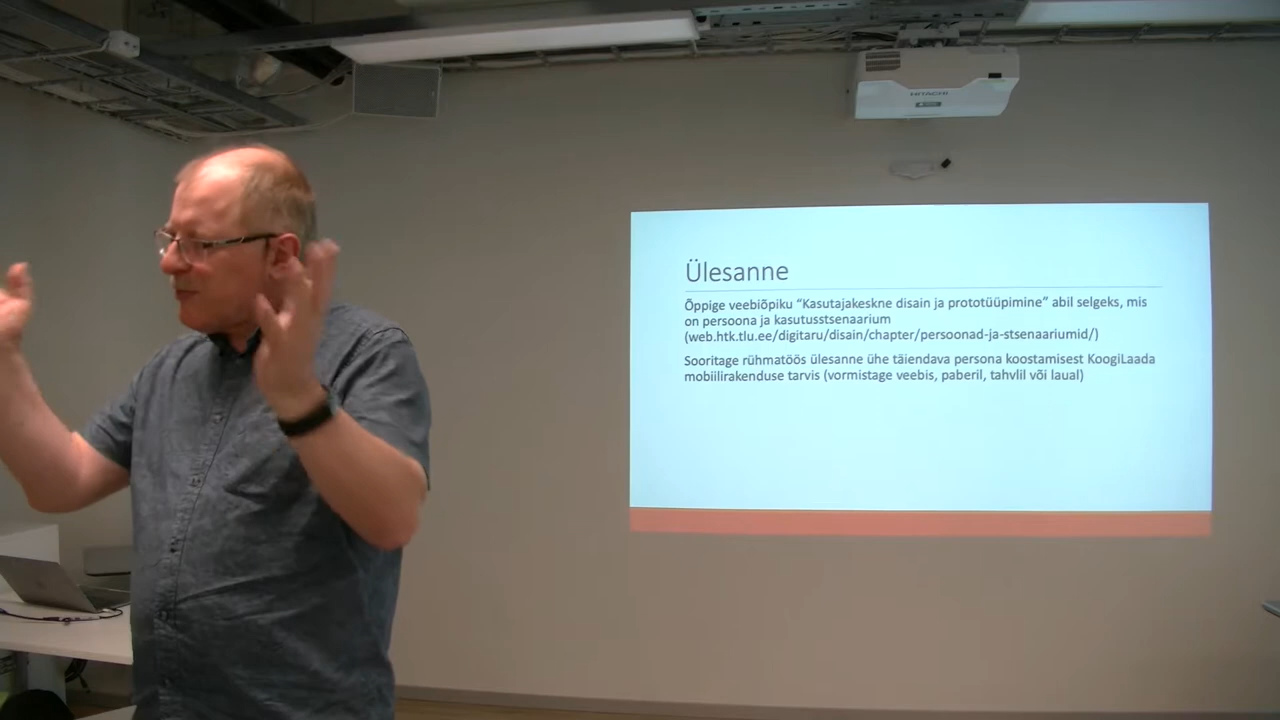 HITACHI
Ülesanne
Õppige veebiõpiku “Kasutajakeskne disain ja prototüüpimine” abil selgeks, mis
on persoona ja kasutusstsenaarium
(web.htk.tlu.ee/digitaru/disain/chapter/persoonad-ja-stsenaariumid/)
Sooritage rühmatöös ülesanne ühe täiendava persona koostamisest KoogiLaada
mobiilirakenduse tarvis (vormistage veebis, paberil, tahvlil või laual)